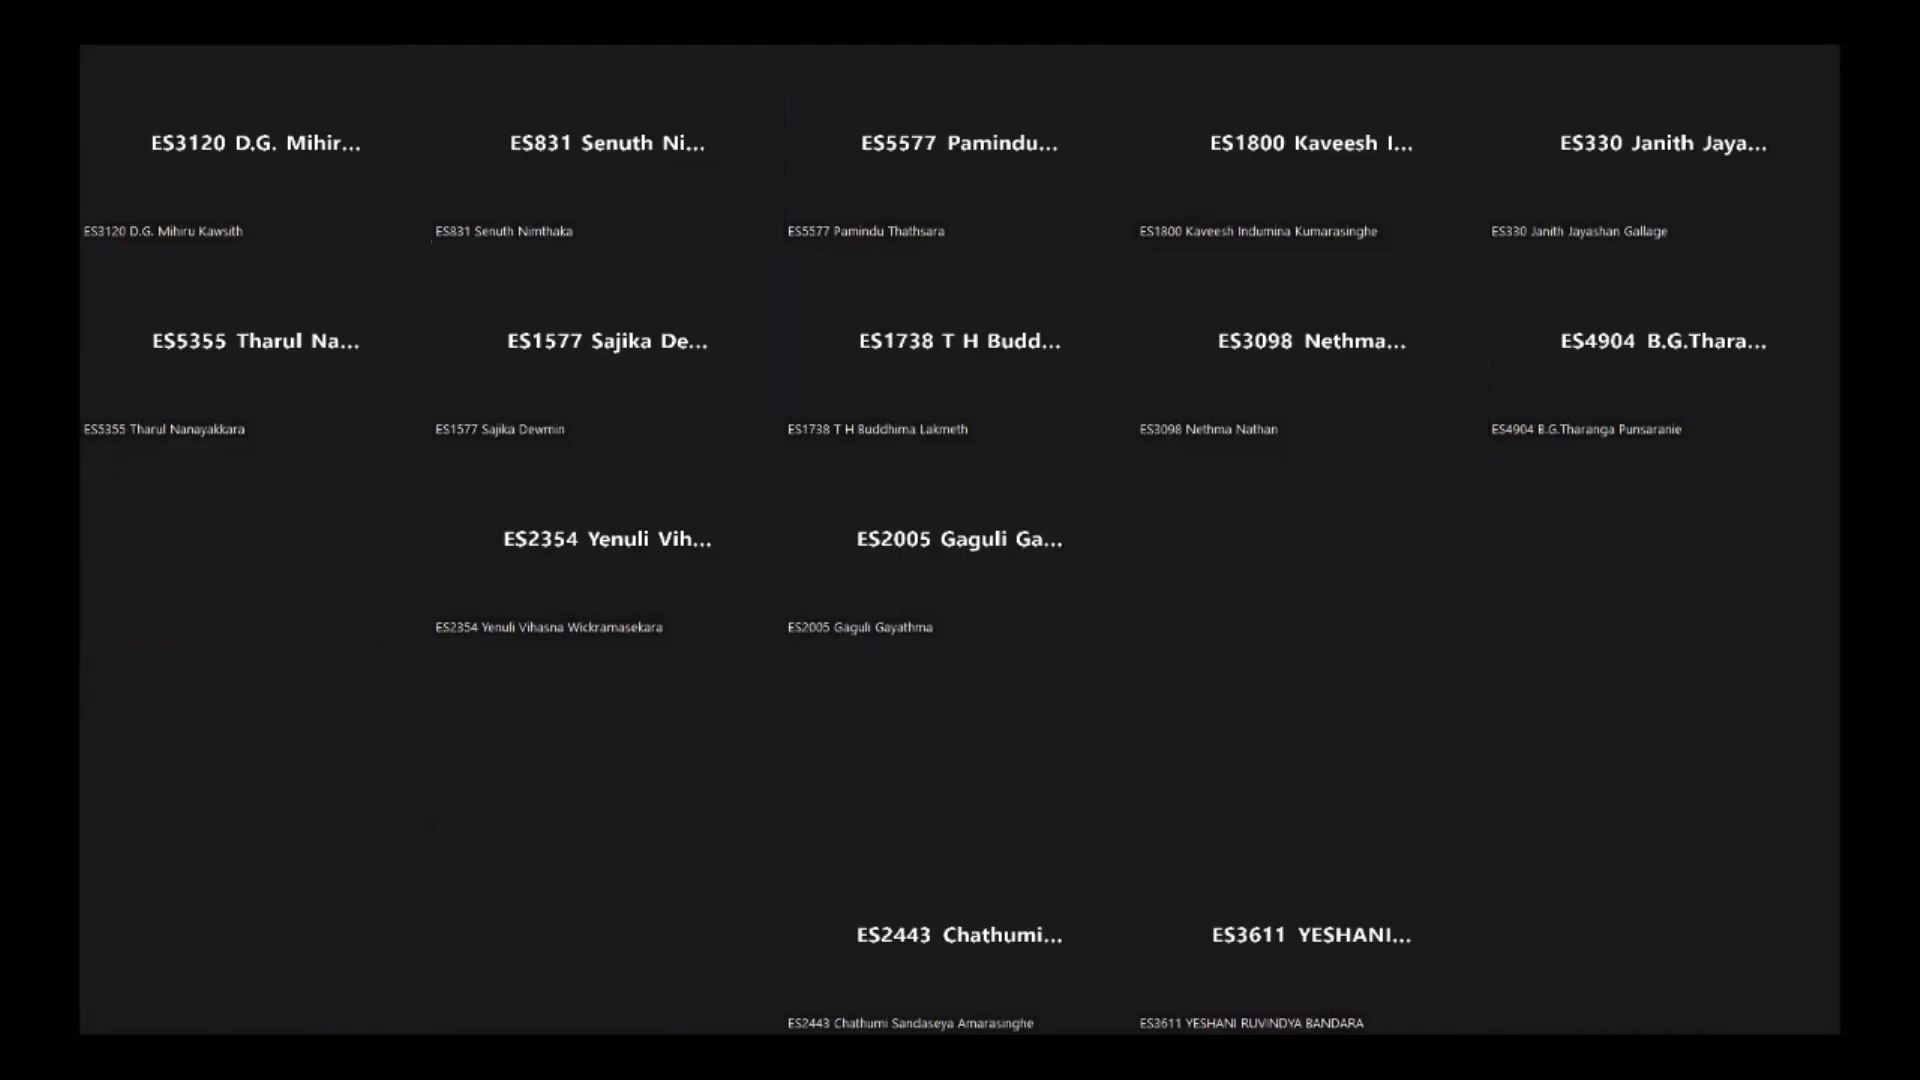 ES3120 D.G. Mihir...
ES831 Senuth Ni...
ES5577 Pamindu...
ES1800 Kaveesh I...
ES330 Janith Jaya...
ES3120 D.G. Mihiru Kawsith
ES831 Senuth Nimthaka
ES5577 Pamindu Thathsara
ES1800 Kaveesh Indumina Kumarasinghe
ES330 Janith Jayashan Gallage
ES5355 Tharul Na...
ES1577 Sajika De...
ES1738 T H Budd...
ES3098 Nethma...
ES4904 B.G.Thara...
ES5355 Tharul Nanayakkara
ES1577 Sajika Dewmin
ES1738 T H Buddhima Lakmeth
ES3098 Nethma Nathan
ES4904 B.G.Tharanga Punsaranie
ES2354 Yenuli Vih...
ES2005 Gaguli Ga...
ES2354 Yenuli Vihasna Wickramasekara
ES2005 Gaguli Gayathma
ES2443 Chathumi...
ES3611 YESHANI...
ES2443 Chathumi Sandaseya Amarasinghe
ES3611 YESHANI RUVINDYA BANDARA